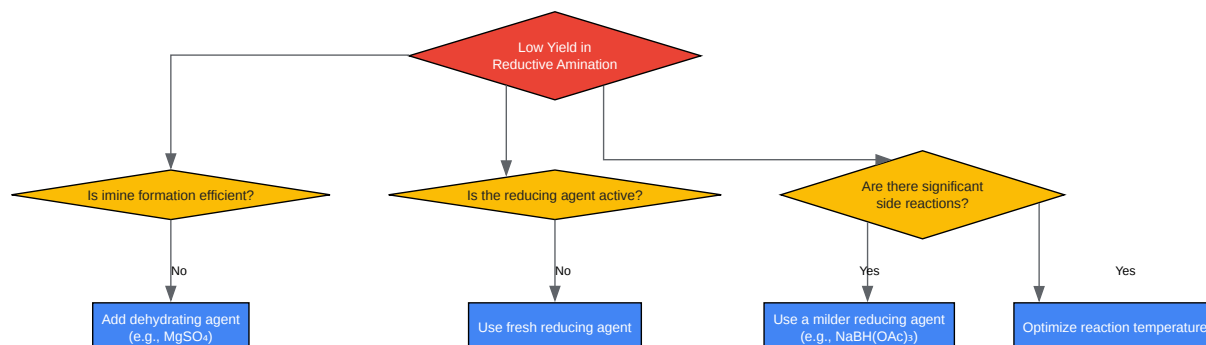 Low Yield in
Reductive Amination
Is imine formation efficient?
Is the reducing agent active?
Are there significant
side reactions?
No
No
Yes
Yes
Add dehydrating agent
(e.g., MgSO₄)
Use fresh reducing agent
Use a milder reducing agent
(e.g., NaBH(OAc)₃)
Optimize reaction temperature